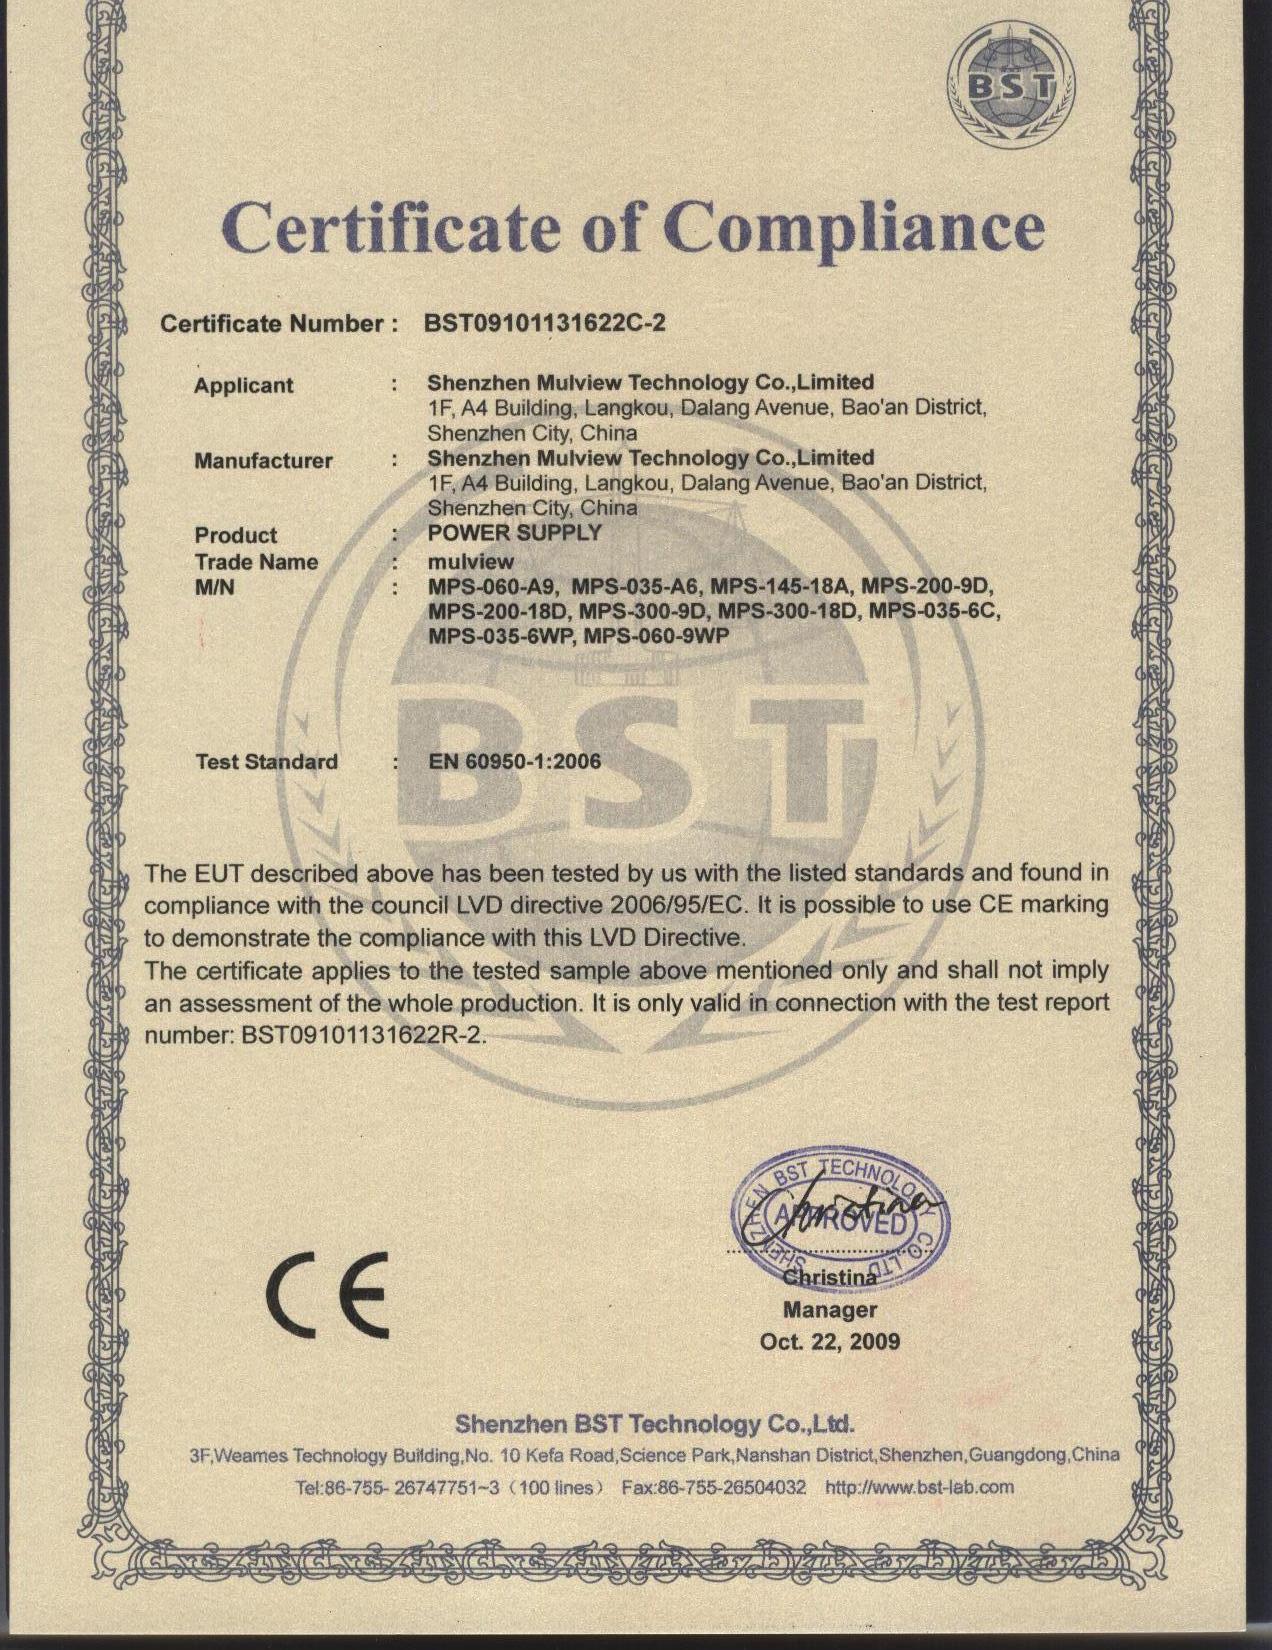 BST
Certificate of Compliance
Certificate Number : BST09101131622C-2
Applicant : Shenzhen Mulview Technology Co.,Limited
1F, A4 Building, Langkou, Dalang Avenue, Bao'an District,
Shenzhen City, China
Manufacturer : Shenzhen Mulview Technology Co.,Limited
1F, A4 Building, Langkou, Dalang Avenue, Bao'an District,
Shenzhen City, China
Product : POWER SUPPLY
Trade Name : mulview
M/N : MPS-060-A9, MPS-035-A6, MPS-145-18A, MPS-200-9D,
MPS-200-18D, MPS-300-9D, MPS-300-18D, MPS-035-6C,
MPS-035-6WP, MPS-060-9WP
BST
Test Standard : EN 60950-1:2006
The EUT described above has been tested by us with the listed standards and found in
compliance with the council LVD directive 2006/95/EC. It is possible to use CE marking
to demonstrate the compliance with this LVD Directive.
The certificate applies to the tested sample above mentioned only and shall not imply
an assessment of the whole production. It is only valid in connection with the test report
number: BST09101131622R-2.
SHENZHEN BST TECHNOLOGY CO.,LTD
APPROVED
Christina
CE
Christina
Manager
Oct. 22, 2009
Shenzhen BST Technology Co.,Ltd.
3F,Weames Technology Building,No. 10 Kefa Road,Science Park,Nanshan District,Shenzhen,Guangdong,China
Tel:86-755- 26747751~3（100 lines） Fax:86-755-26504032 http://www.bst-lab.com